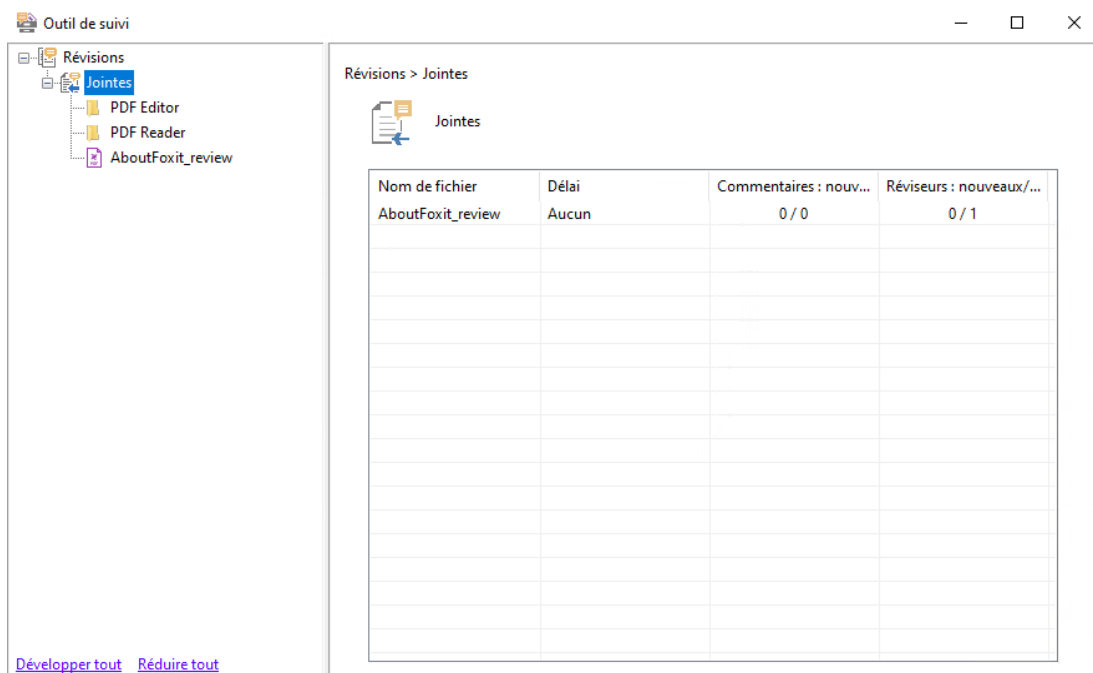 Outil de suivi
Révisions
Jointes
PDF Editor
PDF Reader
AboutFoxit_review
Développer tout Réduire tout
Révisions > Jointes
Jointes
Nom de fichier Délai Commentaires : nouv... Réviseurs : nouveaux/...
AboutFoxit_review Aucun 0 / 0 0 / 1